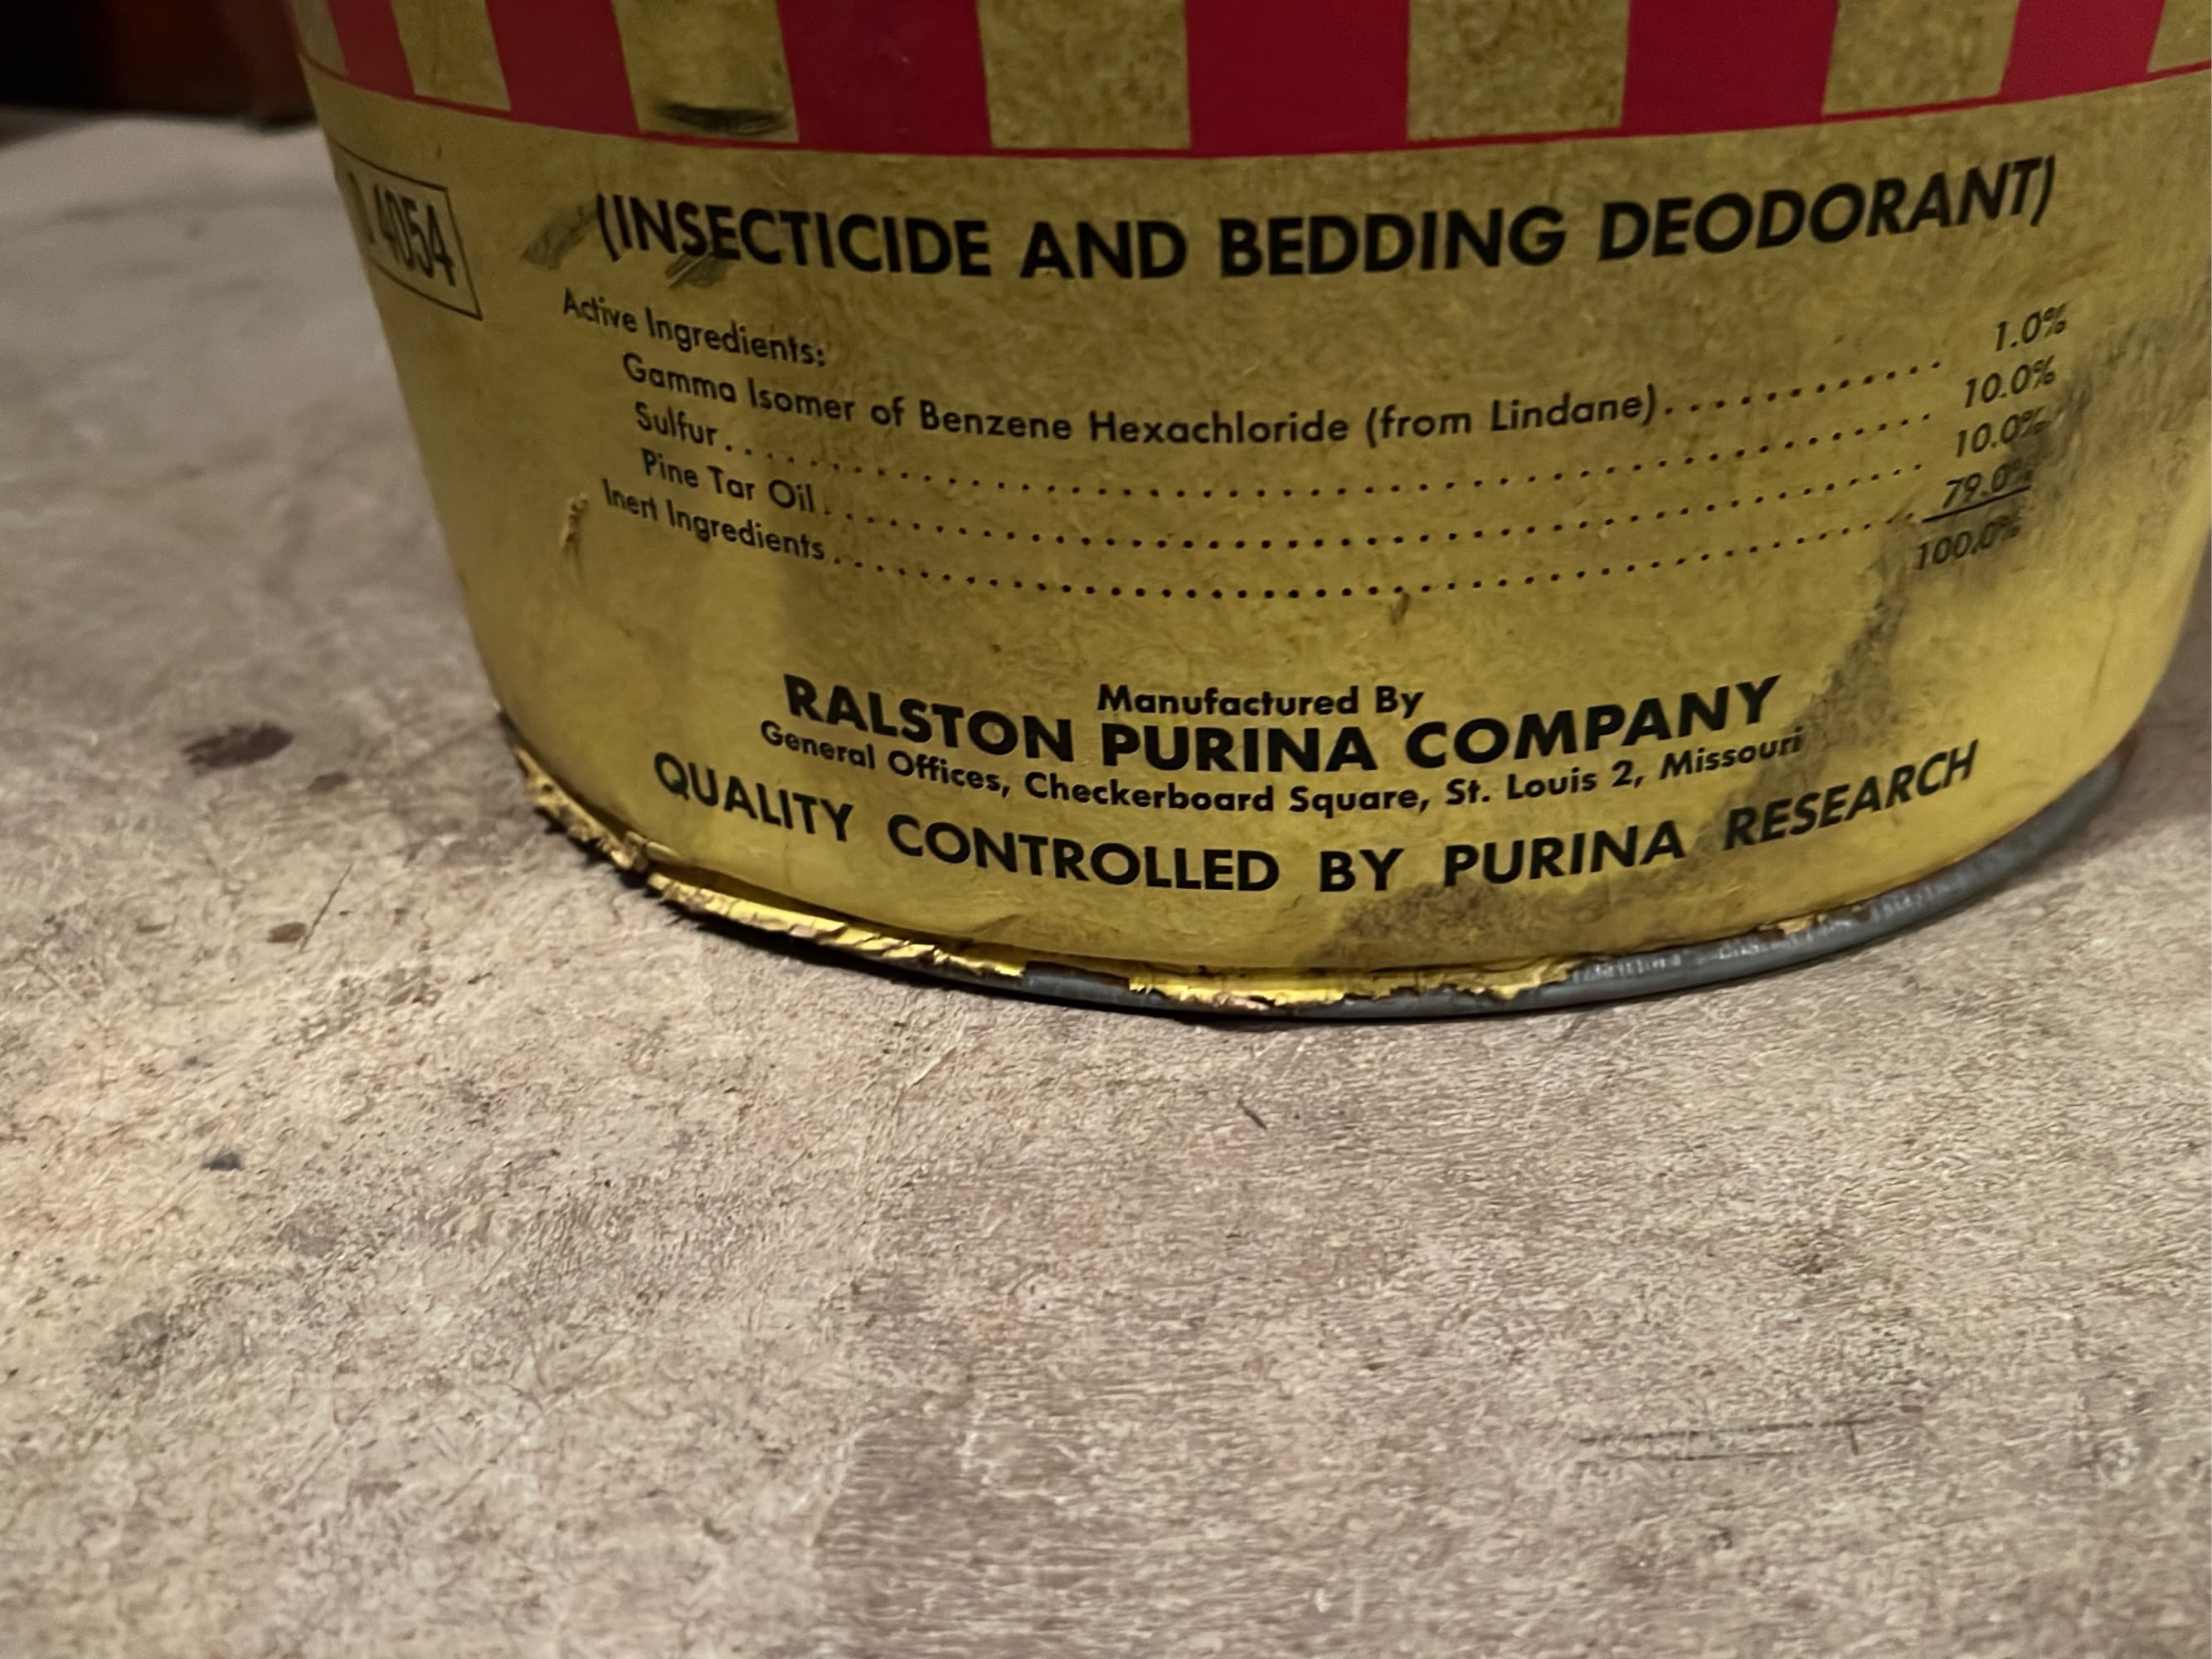 4054
(INSECTICIDE AND BEDDING DEODORANT)
Active Ingredients:
Gamma Isomer of Benzene Hexachloride (from Lindane)............ 1.0%
Sulfur............................................................ 10.0%
Pine Tar Oil...................................................... 10.0%
Inert Ingredients................................................. 79.0%
100.0%
Manufactured By
RALSTON PURINA COMPANY
General Offices, Checkerboard Square, St. Louis 2, Missouri
QUALITY CONTROLLED BY PURINA RESEARCH